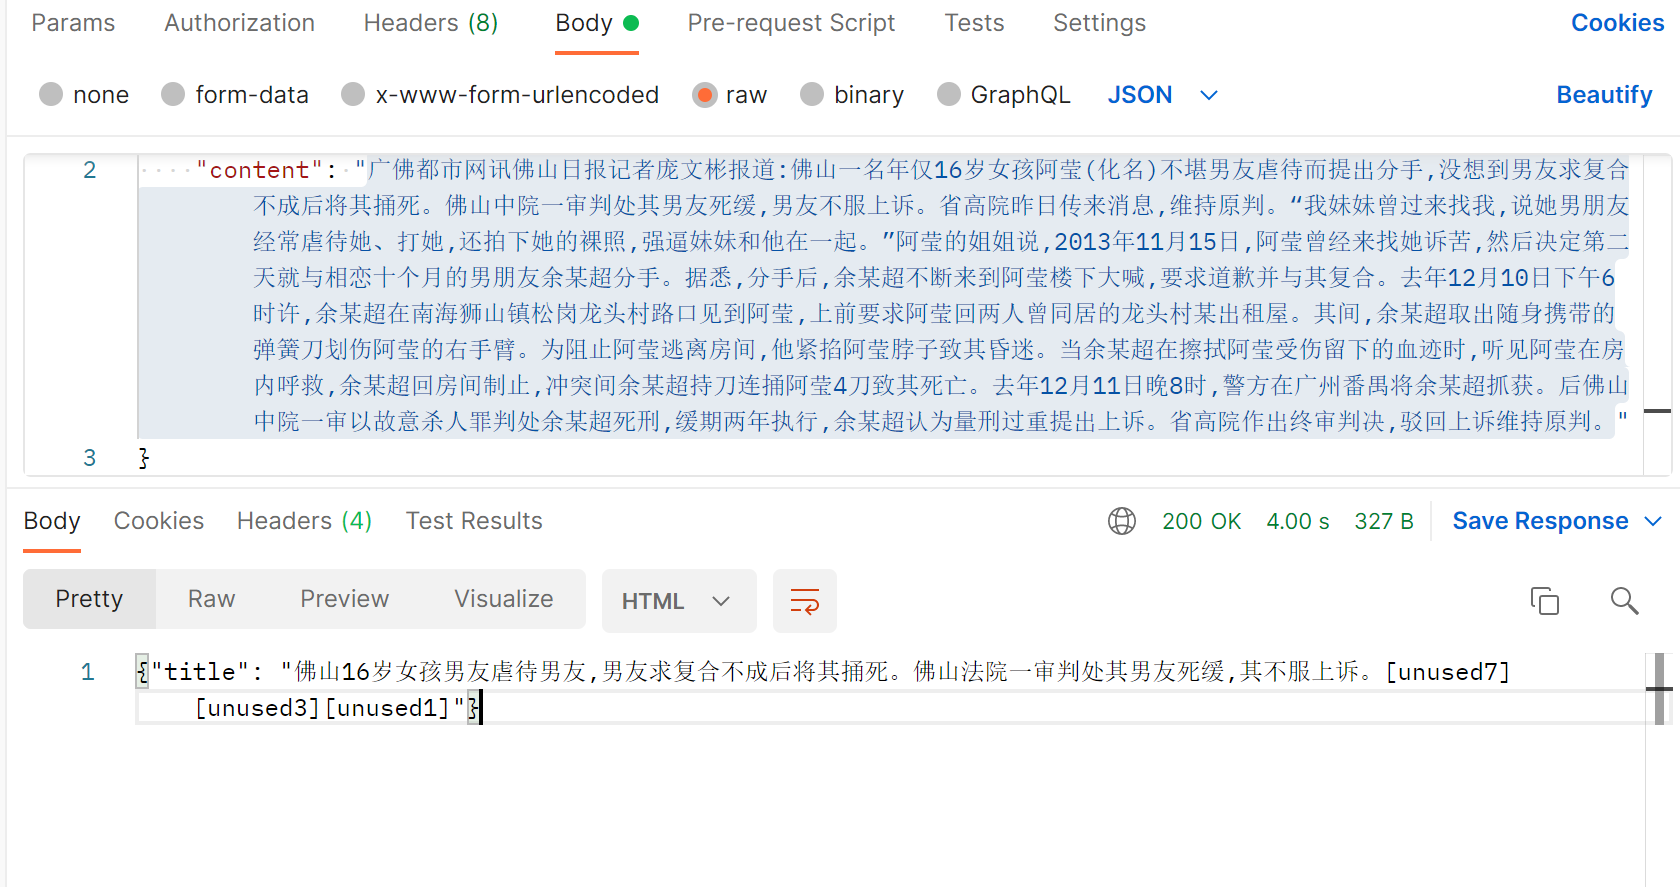 Params Authorization Headers (8) Body Pre-request Script Tests Settings Cookies
none form-data x-www-form-urlencoded raw binary GraphQL JSON Beautify
2 "content": "广佛都市网讯佛山日报记者庞文彬报道:佛山一名年仅16岁女孩阿莹(化名)不堪男友虐待而提出分手,没想到男友求复合
不成后将其捅死。佛山中院一审判处其男友死缓,男友不服上诉。省高院昨日传来消息,维持原判。“我妹妹曾过来找我,说她男朋友
经常虐待她、打她,还拍下她的裸照,强逼妹妹和他在一起。”阿莹的姐姐说,2013年11月15日,阿莹曾经来找她诉苦,然后决定第二
天就与相恋十个月的男朋友余某超分手。据悉,分手后,余某超不断来到阿莹楼下大喊,要求道歉并与其复合。去年12月10日下午6
时许,余某超在南海狮山镇松岗龙头村路口见到阿莹,上前要求阿莹回两人曾同居的龙头村某出租屋。其间,余某超取出随身携带的
弹簧刀划伤阿莹的右手臂。为阻止阿莹逃离房间,他紧掐阿莹脖子致其昏迷。当余某超在擦拭阿莹受伤留下的血迹时,听见阿莹在房
内呼救,余某超回房间制止,冲突间余某超持刀连捅阿莹4刀致其死亡。去年12月11日晚8时,警方在广州番禺将余某超抓获。后佛山
中院一审以故意杀人罪判处余某超死刑,缓期两年执行,余某超认为量刑过重提出上诉。省高院作出终审判决,驳回上诉维持原判。"
3 }
Body Cookies Headers (4) Test Results 200 OK 4.00 s 327 B Save Response
Pretty Raw Preview Visualize HTML
1 {"title": "佛山16岁女孩男友虐待男友,男友求复合不成后将其捅死。佛山法院一审判处其男友死缓,其不服上诉。[unused7]
[unused3][unused1]"}